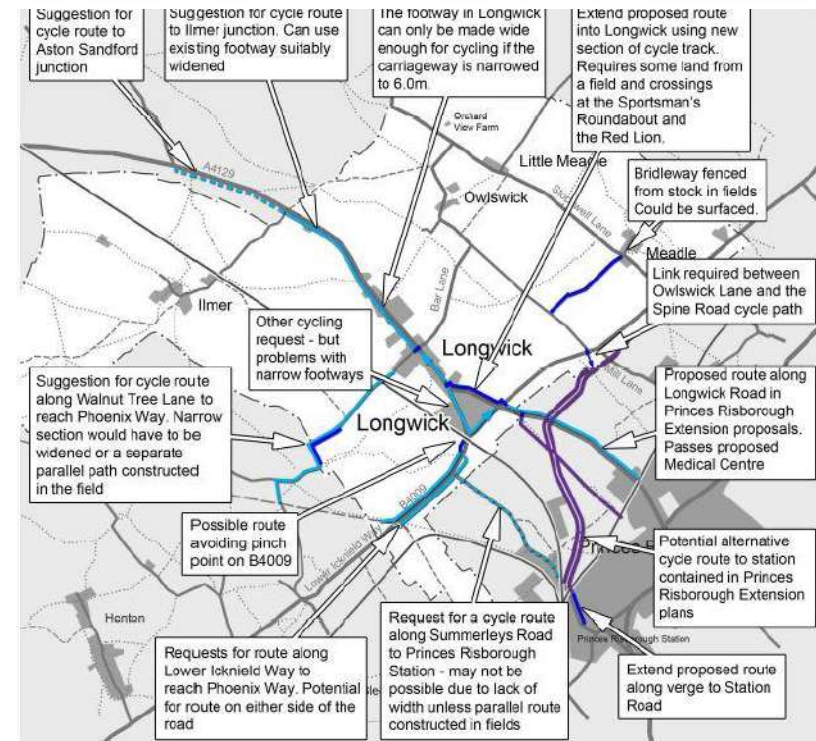 Suggestion for
cycle route to
Aston Sandford
junction
Suggestion for cycle route
to Ilmer junction. Can use
existing footway suitably
widened
The footway in Longwick
can only be made wide
enough for cycling if the
carriageway is narrowed
to 6.0m.
Extend proposed route
into Longwick using new
section of cycle track.
Requires some land from
a field and crossings
at the Sportsman's
Roundabout and
the Red Lion.
Orchard
View Farm
Little Meadle
A4129
Owlswick
Stockwell Lane
Bridleway fenced
from stock in fields
Could be surfaced.
Meadle
Link required between
Owlswick Lane and the
Spine Road cycle path
Ilmer
Bar Lane
Other cycling
request - but
problems with
narrow footways
Longwick
Mill Lane
Suggestion for cycle route
along Walnut Tree Lane to
reach Phoenix Way. Narrow
section would have to be
widened or a separate
parallel path constructed
in the field
Longwick
Proposed route along
Longwick Road in
Princes Risborough
Extension proposals.
Passes proposed
Medical Centre
B4009
Possible route
avoiding pinch
point on B4009
Lower Icknield Way
Princes R
Potential alternative
cycle route to station
contained in Princes
Risborough Extension
plans
Henton
Requests for route along
Lower Icknield Way to
reach Phoenix Way. Potential
for route on either side of the
road
Request for a cycle route
along Summerleys Road
to Princes Risborough
Station - may not be
possible due to lack of
width unless parallel route
constructed in fields
Princes Risborough Station
Extend proposed route
along verge to Station
Road